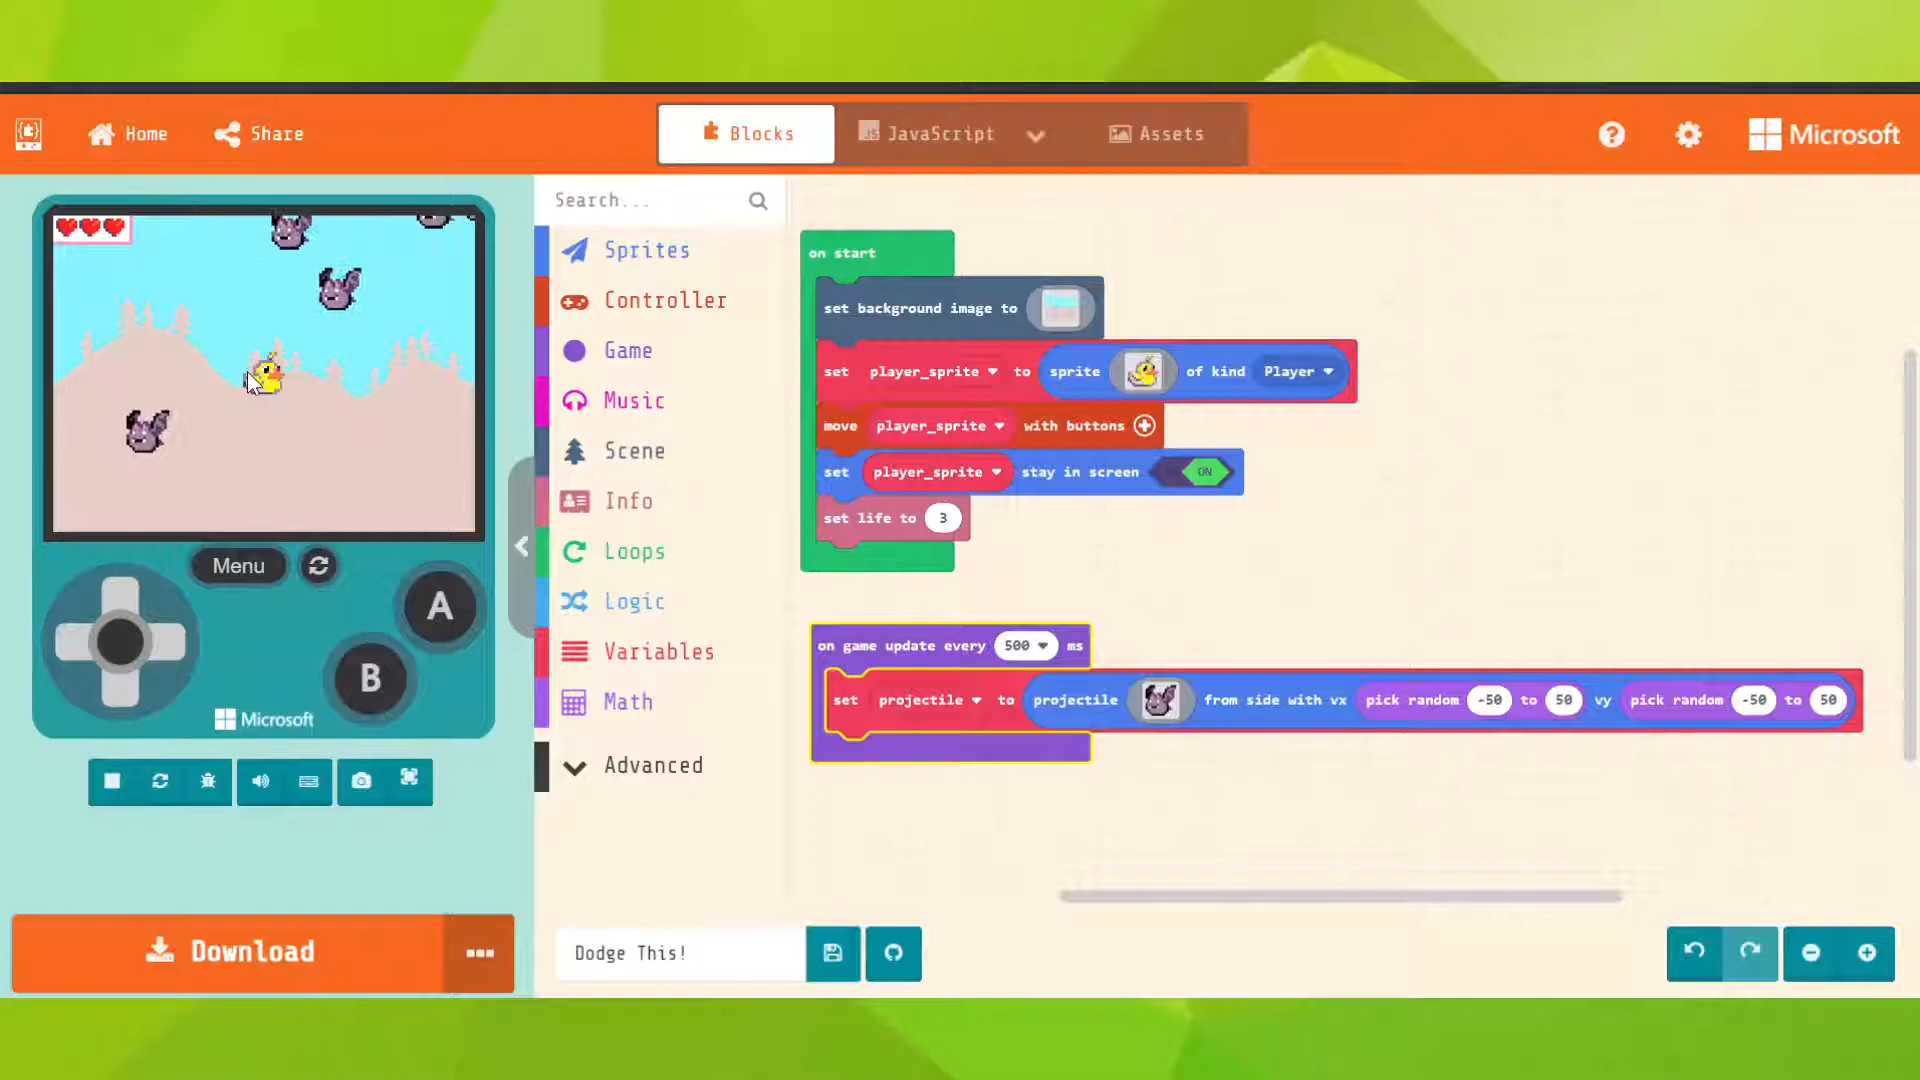 Home
Share
Blocks
JS JavaScript
Assets
?
Microsoft
Search...
Sprites
Controller
Game
Music
Scene
Info
Loops
Logic
Variables
Math
Advanced
on start
set background image to
set player_sprite to sprite of kind Player
move player_sprite with buttons
set player_sprite stay in screen ON
set life to 3
on game update every 500 ms
set projectile to projectile from side with vx pick random -50 to 50 vy pick random -50 to 50
Menu
A
B
Microsoft
Download
Dodge This!